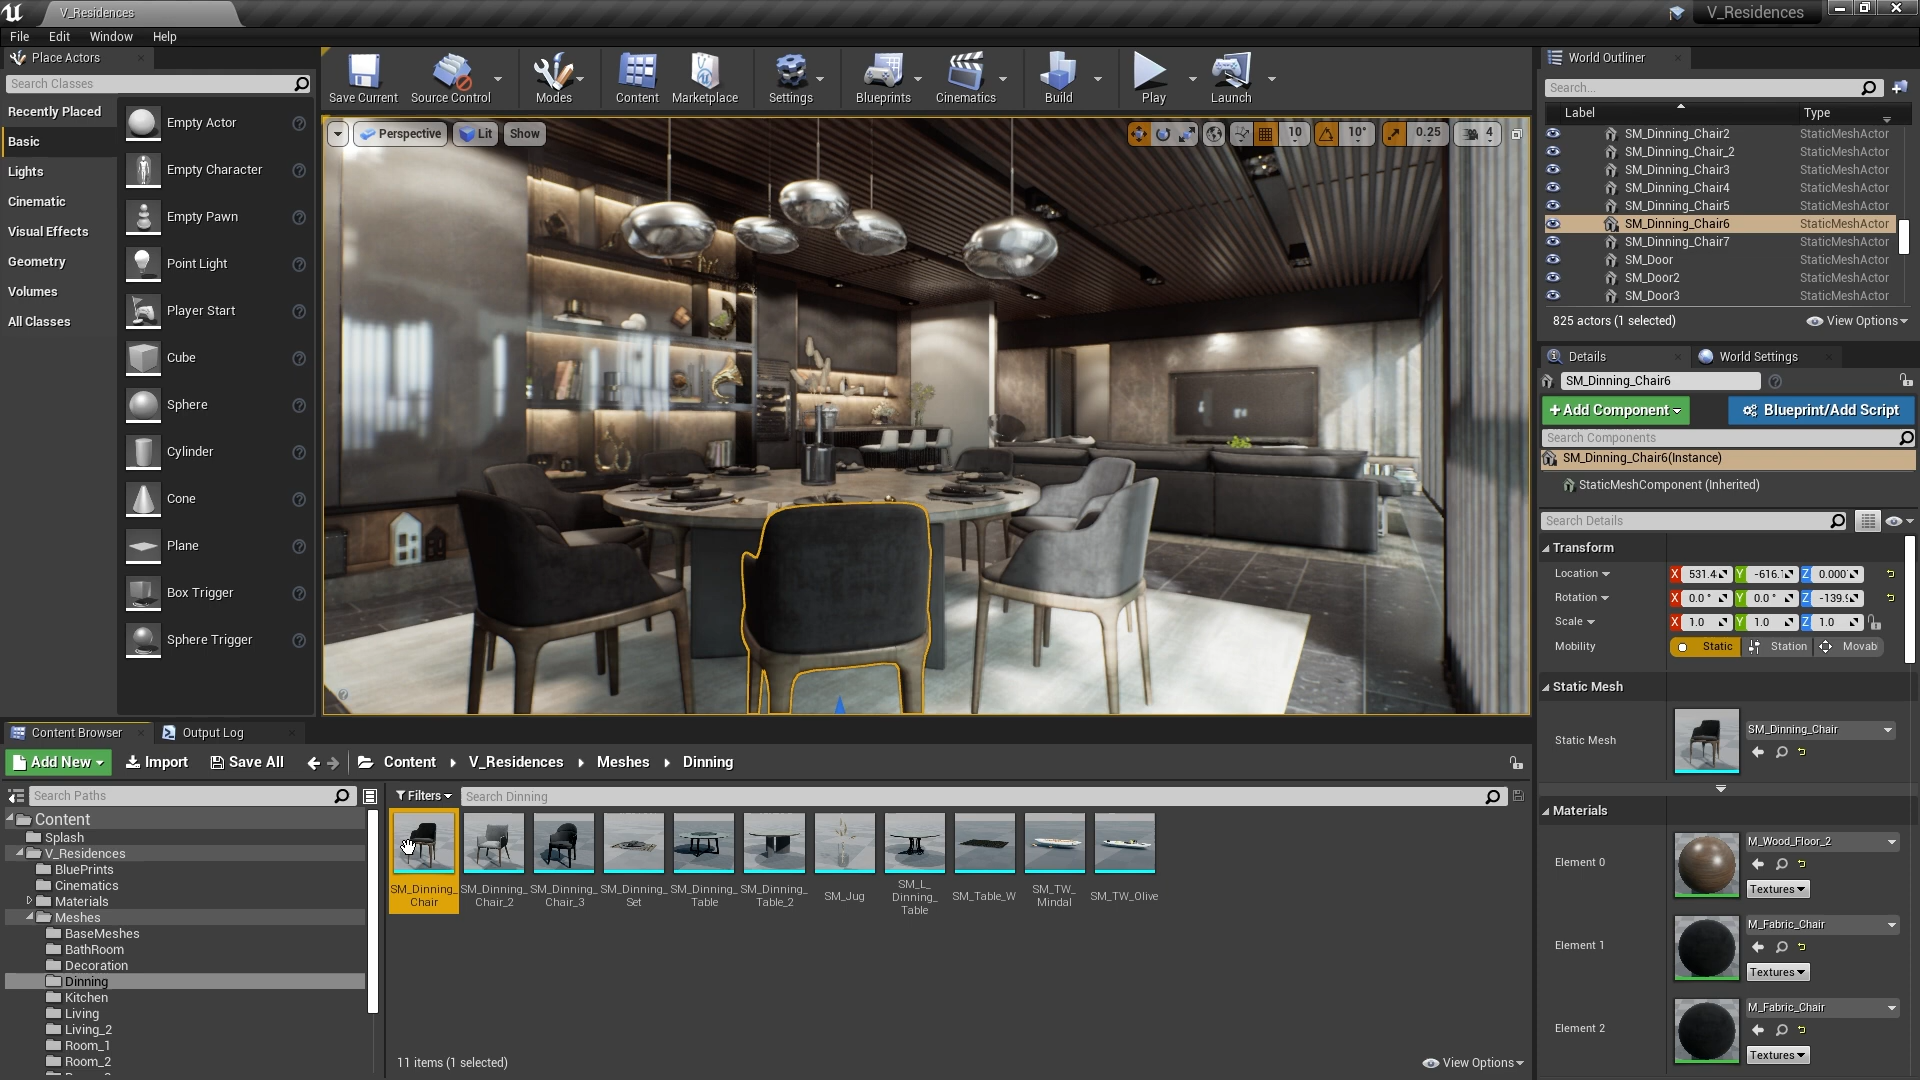 V_Residences
V_Residences
File Edit Window Help
Place Actors
Search Classes
Recently Placed
Basic
Lights
Cinematic
Visual Effects
Geometry
Volumes
All Classes
Empty Actor
Empty Character
Empty Pawn
Point Light
Player Start
Cube
Sphere
Cylinder
Cone
Plane
Box Trigger
Sphere Trigger
Save Current Source Control Modes Content Marketplace Settings Blueprints Cinematics Build Play Launch
Perspective Lit Show
10 10° 0.25 4
World Outliner
Search...
Label Type
SM_Dinning_Chair2 StaticMeshActor
SM_Dinning_Chair_2 StaticMeshActor
SM_Dinning_Chair3 StaticMeshActor
SM_Dinning_Chair4 StaticMeshActor
SM_Dinning_Chair5 StaticMeshActor
SM_Dinning_Chair6 StaticMeshActor
SM_Dinning_Chair7 StaticMeshActor
SM_Door StaticMeshActor
SM_Door2 StaticMeshActor
SM_Door3 StaticMeshActor
825 actors (1 selected) View Options
Details World Settings
SM_Dinning_Chair6
+Add Component Blueprint/Add Script
Search Components
SM_Dinning_Chair6(Instance)
StaticMeshComponent (Inherited)
Search Details
Transform
Location X 531.4 Y -616.1 Z 0.000
Rotation X 0.0 ° Y 0.0 ° Z -139.9
Scale X 1.0 Y 1.0 Z 1.0
Mobility Static Station Movab
Static Mesh
Static Mesh SM_Dinning_Chair
Materials
Element 0 M_Wood_Floor_2
Textures
Element 1 M_Fabric_Chair
Textures
Element 2 M_Fabric_Chair
Textures
Content Browser Output Log
Add New Import Save All Content V_Residences Meshes Dinning
Search Paths
Content
Splash
V_Residences
BluePrints
Cinematics
Materials
Meshes
BaseMeshes
BathRoom
Decoration
Dinning
Kitchen
Living
Living_2
Room_1
Room_2
Filters Search Dinning
SM_Dinning_
Chair
SM_Dinning_
Chair_2
SM_Dinning_
Chair_3
SM_Dinning_
Set
SM_Dinning_
Table
SM_Dinning_
Table_2
SM_Jug
SM_L_
Dinning_
Table
SM_Table_W
SM_TW_
Mindal
SM_TW_Olive
11 items (1 selected) View Options